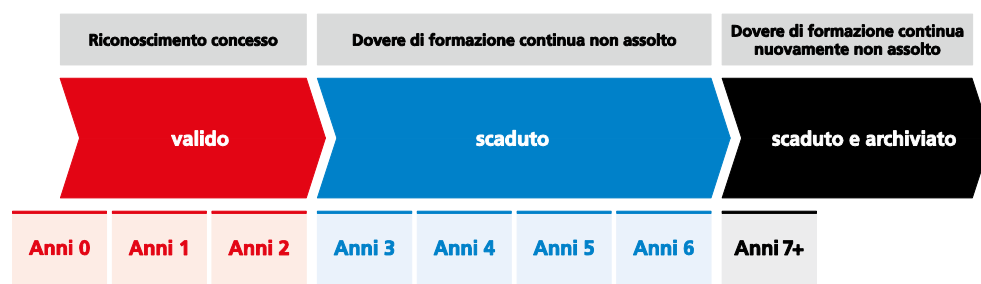 Riconoscimento concesso
Dovere di formazione continua non assolto
Dovere di formazione continua
nuovamente non assolto
valido
scaduto
scaduto e archiviato
Anni 0
Anni 1
Anni 2
Anni 3
Anni 4
Anni 5
Anni 6
Anni 7+